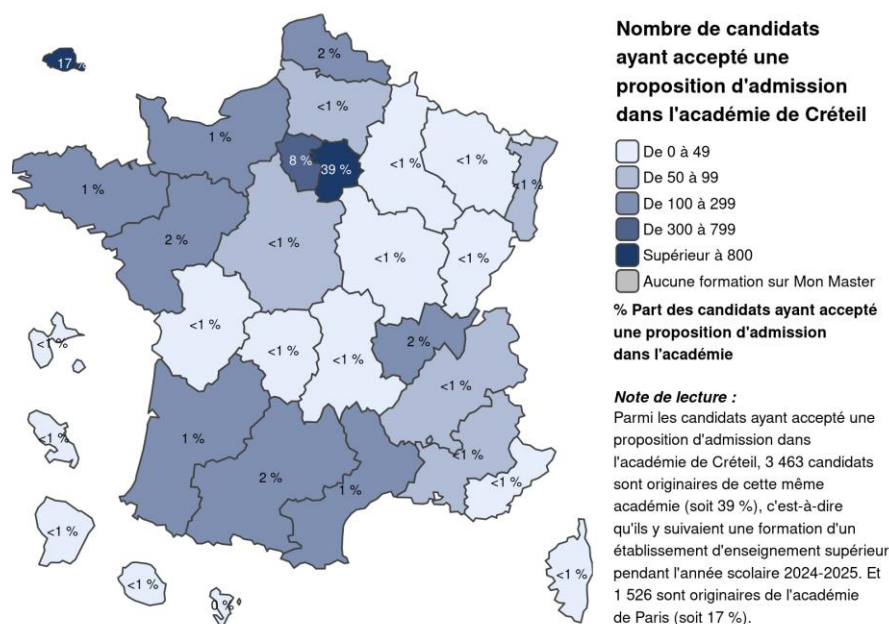 Nombre de candidats
ayant accepté une
proposition d'admission
dans l'académie de Créteil
De 0 à 49
De 50 à 99
De 100 à 299
De 300 à 799
Supérieur à 800
Aucune formation sur Mon Master
% Part des candidats ayant accepté
une proposition d'admission
dans l'académie
Note de lecture :
Parmi les candidats ayant accepté une
proposition d'admission dans
l'académie de Créteil, 3 463 candidats
sont originaires de cette même
académie (soit 39 %), c'est-à-dire
qu'ils y suivaient une formation d'un
établissement d'enseignement supérieur
pendant l'année scolaire 2024-2025. Et
1 526 sont originaires de l'académie
de Paris (soit 17 %).
2 %
17 %
<1 %
1 %
8 %
39 %
<1 %
<1 %
<1 %
1 %
2 %
<1 %
<1 %
<1 %
<1 %
<1 %
<1 %
<1 %
2 %
<1 %
<1 %
1 %
2 %
1 %
<1 %
<1 %
<1 %
<1 %
0 %
<1 %